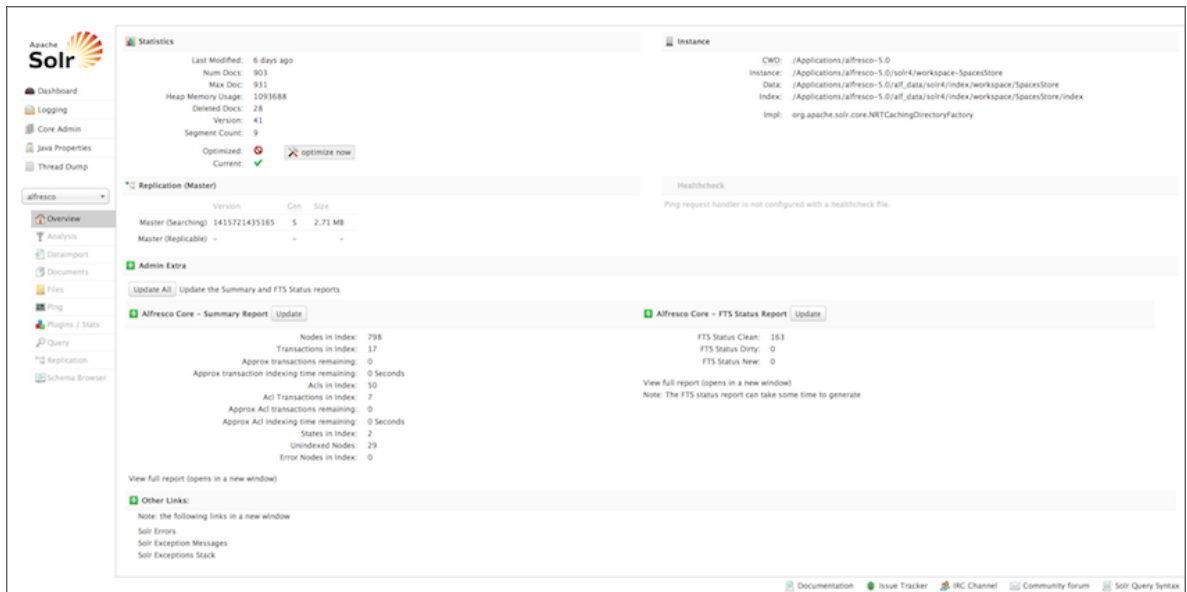 Apache
Solr
Dashboard
Logging
Core Admin
Java Properties
Thread Dump
alfresco
Overview
Analysis
Dataimport
Documents
Files
Ping
Plugins / Stats
Query
Replication
Schema Browser
Statistics
Last Modified: 6 days ago
Num Docs: 903
Max Doc: 931
Heap Memory Usage: 1093688
Deleted Docs: 28
Version: 41
Segment Count: 9
Optimized: optimize now
Current:
Instance
CWD: /Applications/alfresco-5.0
Instance: /Applications/alfresco-5.0/solr4/workspace-SpacesStore
Data: /Applications/alfresco-5.0/alf_data/solr4/index/workspace/SpacesStore
Index: /Applications/alfresco-5.0/alf_data/solr4/index/workspace/SpacesStore/index
Impl: org.apache.solr.core.NRTCachingDirectoryFactory
Replication (Master)
Version Gen Size
Master (Searching) 1415721435165 5 2.71 MB
Master (Replicable) – – –
Healthcheck
Ping request handler is not configured with a healthcheck file.
Admin Extra
Update All Update the Summary and FTS Status reports
Alfresco Core – Summary Report Update
Nodes in Index: 798
Transactions in Index: 17
Approx transactions remaining: 0
Approx transaction indexing time remaining: 0 Seconds
Acls in Index: 50
Acl Transactions in Index: 7
Approx Acl transactions remaining: 0
Approx Acl indexing time remaining: 0 Seconds
States in Index: 2
Unindexed Nodes: 29
Error Nodes in Index: 0
View full report (opens in a new window)
Alfresco Core – FTS Status Report Update
FTS Status Clean: 163
FTS Status Dirty: 0
FTS Status New: 0
View full report (opens in a new window)
Note: The FTS status report can take some time to generate
Other Links:
Note: the following links in a new window
Solr Errors
Solr Exception Messages
Solr Exceptions Stack
Documentation Issue Tracker IRC Channel Community forum Solr Query Syntax